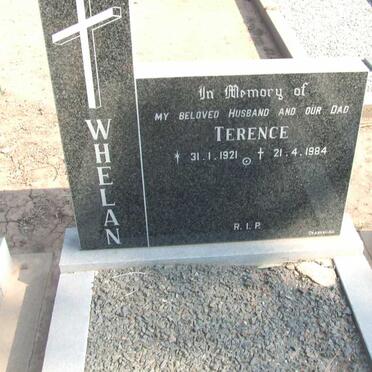 WHELAN
In Memory of
MY BELOVED HUSBAND AND OUR DAD
TERENCE
* 31.1.1921 † 21.4.1984
R.I.P.